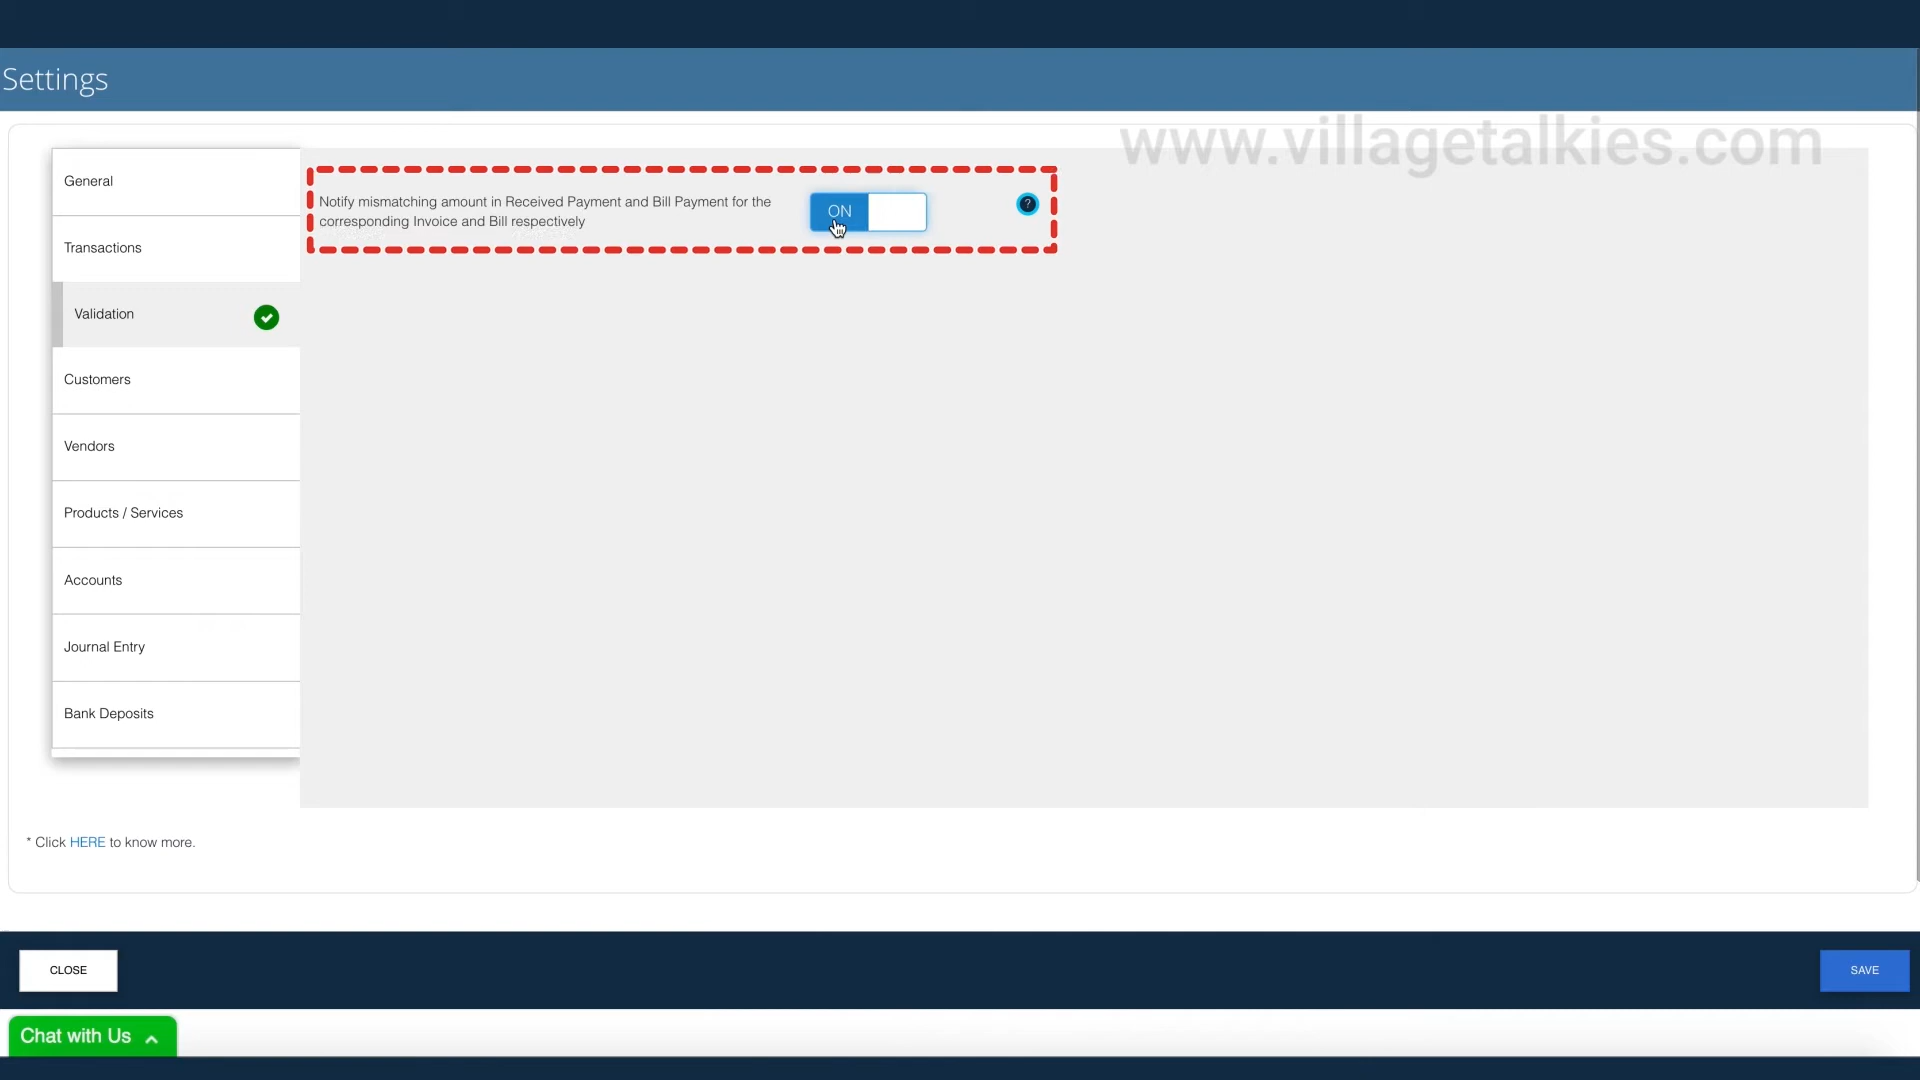 Settings
www.villagetalkies.com
General
Notify mismatching amount in Received Payment and Bill Payment for the
corresponding Invoice and Bill respectively
ON
?
Transactions
Validation
Customers
Vendors
Products / Services
Accounts
Journal Entry
Bank Deposits
* Click HERE to know more.
CLOSE
SAVE
Chat with Us